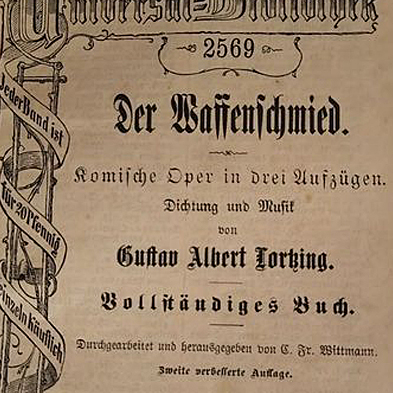 Universal-Bibliothek
2569
Der Waffenschmied.
Komische Oper in drei Aufzügen.
Dichtung und Musik
von
Gustav Albert Lortzing.
Vollständiges Buch.
Durchgearbeitet und herausgegeben von C. Fr. Wittmann.
Zweite verbesserte Auflage.
Jeder Band ist
für 20 Pfennig
einzeln käuflich